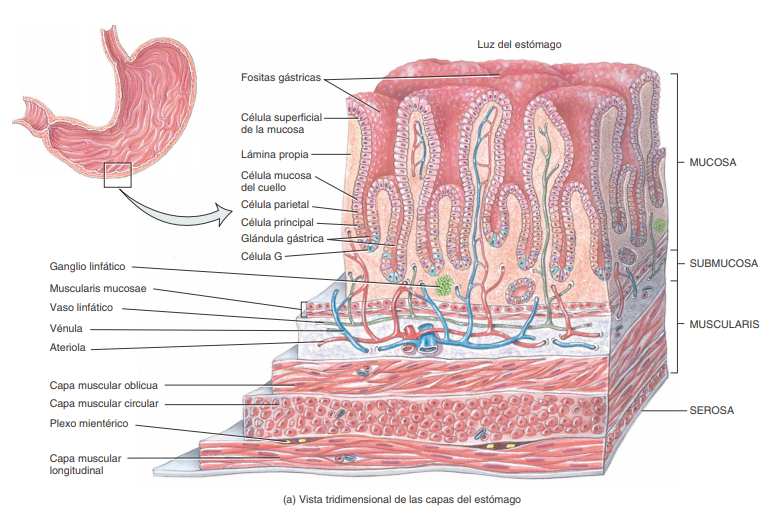 Luz del estómago
Fositas gástricas
Célula superficial
de la mucosa
Lámina propia
Célula mucosa
del cuello
Célula parietal
Célula principal
Glándula gástrica
Célula G
Ganglio linfático
Muscularis mucosae
Vaso linfático
Vénula
Ateriola
Capa muscular oblicua
Capa muscular circular
Plexo mientérico
Capa muscular
longitudinal
MUCOSA
SUBMUCOSA
MUSCULARIS
SEROSA
(a) Vista tridimensional de las capas del estómago